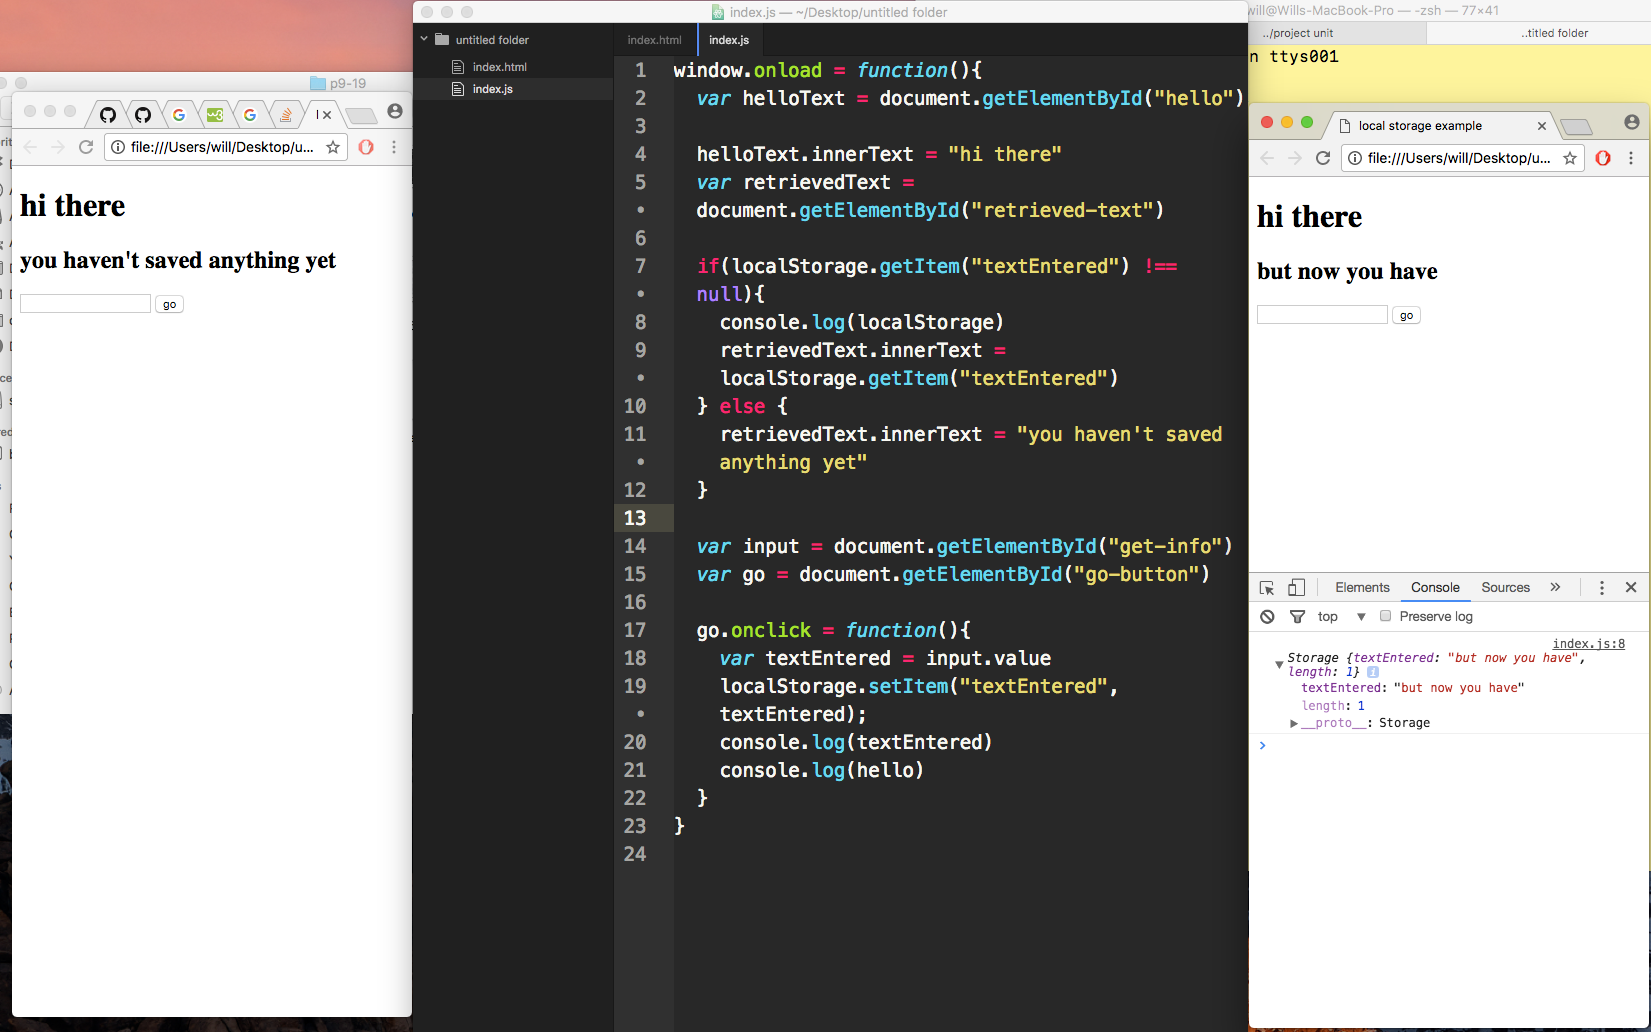 p9-19
file:///Users/will/Desktop/u...
hi there
you haven't saved anything yet
go
index.js — ~/Desktop/untitled folder
untitled folder
index.html
index.js
index.html
index.js
1 window.onload = function(){
2 var helloText = document.getElementById("hello")
3
4 helloText.innerText = "hi there"
5 var retrievedText =
• document.getElementById("retrieved-text")
6
7 if(localStorage.getItem("textEntered") !==
• null){
8 console.log(localStorage)
9 retrievedText.innerText =
• localStorage.getItem("textEntered")
10 } else {
11 retrievedText.innerText = "you haven't saved
• anything yet"
12 }
13
14 var input = document.getElementById("get-info")
15 var go = document.getElementById("go-button")
16
17 go.onclick = function(){
18 var textEntered = input.value
19 localStorage.setItem("textEntered",
• textEntered);
20 console.log(textEntered)
21 console.log(hello)
22 }
23 }
24
will@Wills-MacBook-Pro — -zsh — 77×41
../project unit
..titled folder
n ttys001
local storage example
file:///Users/will/Desktop/u...
hi there
but now you have
go
Elements Console Sources »
top ▼ Preserve log
index.js:8
Storage {textEntered: "but now you have",
length: 1} i
textEntered: "but now you have"
length: 1
__proto__: Storage